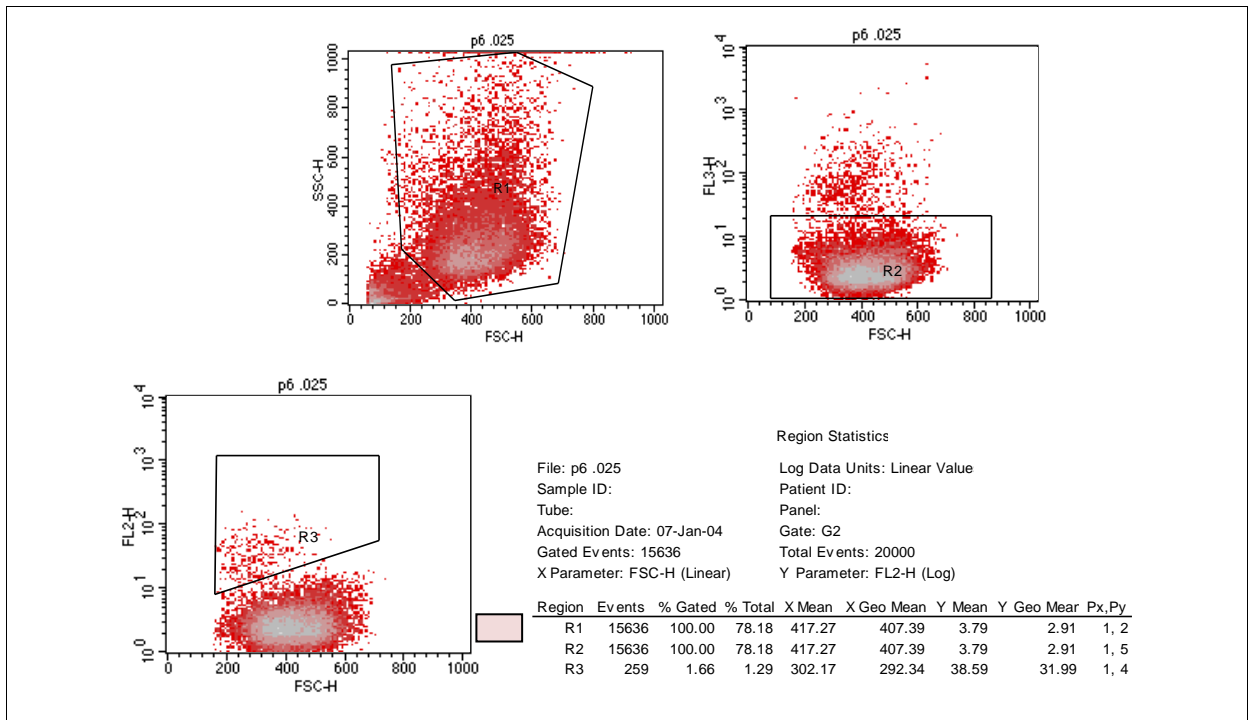 p6 .025
1000
800
600
400
200
0
SSC-H
R1
0 200 400 600 800 1000
FSC-H
p6 .025
10^4
10^3
10^2
10^1
10^0
FL3-H
R2
0 200 400 600 800 1000
FSC-H
p6 .025
10^4
10^3
10^2
10^1
10^0
FL2-H
R3
0 200 400 600 800 1000
FSC-H
Region Statistics
File: p6 .025 Log Data Units: Linear Value
Sample ID: Patient ID:
Tube: Panel:
Acquisition Date: 07-Jan-04 Gate: G2
Gated Events: 15636 Total Events: 20000
X Parameter: FSC-H (Linear) Y Parameter: FL2-H (Log)
Region Events % Gated % Total X Mean X Geo Mean Y Mean Y Geo Mean Px,Py
R1 15636 100.00 78.18 417.27 407.39 3.79 2.91 1, 2
R2 15636 100.00 78.18 417.27 407.39 3.79 2.91 1, 5
R3 259 1.66 1.29 302.17 292.34 38.59 31.99 1, 4